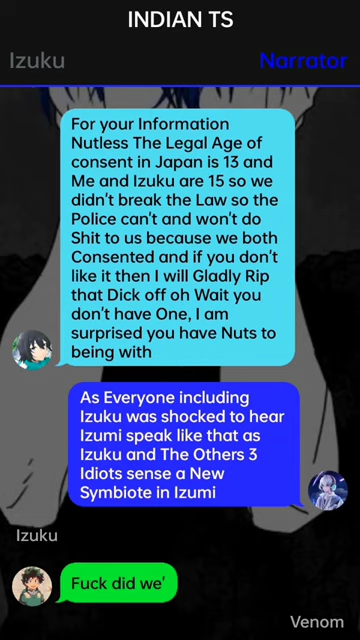 INDIAN TS
Izuku
Narrator
For your Information
Nutless The Legal Age of
consent in Japan is 13 and
Me and Izuku are 15 so we
didn't break the Law so the
Police can't and won't do
Shit to us because we both
Consented and if you don't
like it then I will Gladly Rip
that Dick off oh Wait you
don't have One, I am
surprised you have Nuts to
being with
As Everyone including
Izuku was shocked to hear
Izumi speak like that as
Izuku and The Others 3
Idiots sense a New
Symbiote in Izumi
Izuku
Fuck did we'
Venom